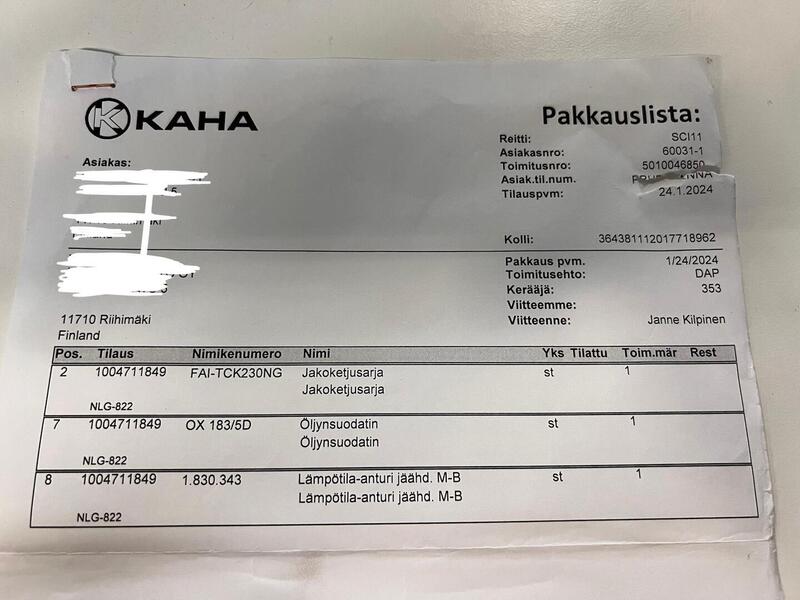 KAHA
Pakkauslista:
Reitti: SCI11
Asiakasnro: 60031-1
Toimitusnro: 5010046850
Asiak.til.num.
Tilauspvm: 24.1.2024
Asiakas:
Kolli: 364381112017718962
Pakkaus pvm. 1/24/2024
Toimitusehto: DAP
Kerääjä: 353
Viitteemme:
Viitteenne: Janne Kilpinen
11710 Riihimäki
Finland
Pos. Tilaus Nimikenumero Nimi Yks Tilattu Toim.mär Rest
2 1004711849 FAI-TCK230NG Jakoketjusarja st 1
Jakoketjusarja
NLG-822
7 1004711849 OX 183/5D Öljynsuodatin st 1
Öljynsuodatin
NLG-822
8 1004711849 1.830.343 Lämpötila-anturi jäähd. M-B st 1
Lämpötila-anturi jäähd. M-B
NLG-822